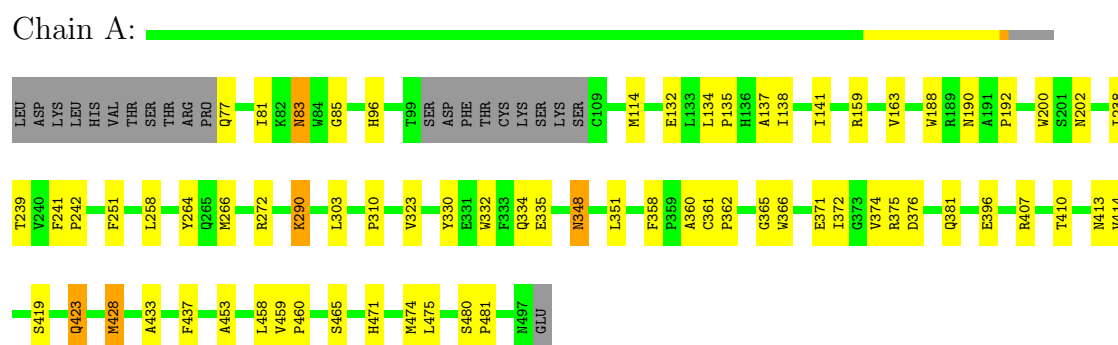 Chain A:
LEU ASP LYS LEU HIS VAL THR SER THR ARG PRO Q77 I81 K82 N83 W84 G85 H96 T99 SER ASP PHE THR CYS LYS SER LYS SER C109 M114 E132 L133 L134 P135 H136 A137 I138 I141 R159 V163 W188 R189 N190 A191 P192 W200 S201 N202
T239 V240 F241 P242 F251 L258 Y264 Q265 M266 R272 K290 L303 P310 V323 Y330 E331 W332 F333 Q334 E335 N348 L351 F358 P359 A360 C361 P362 G365 W366 E371 I372 G373 V374 R375 D376 Q381 E396 R407 T410 N413
S419 Q423 M428 A433 F437 A453 L458 V459 P460 S465 H471 M474 L475 S480 P481 N497 GLU